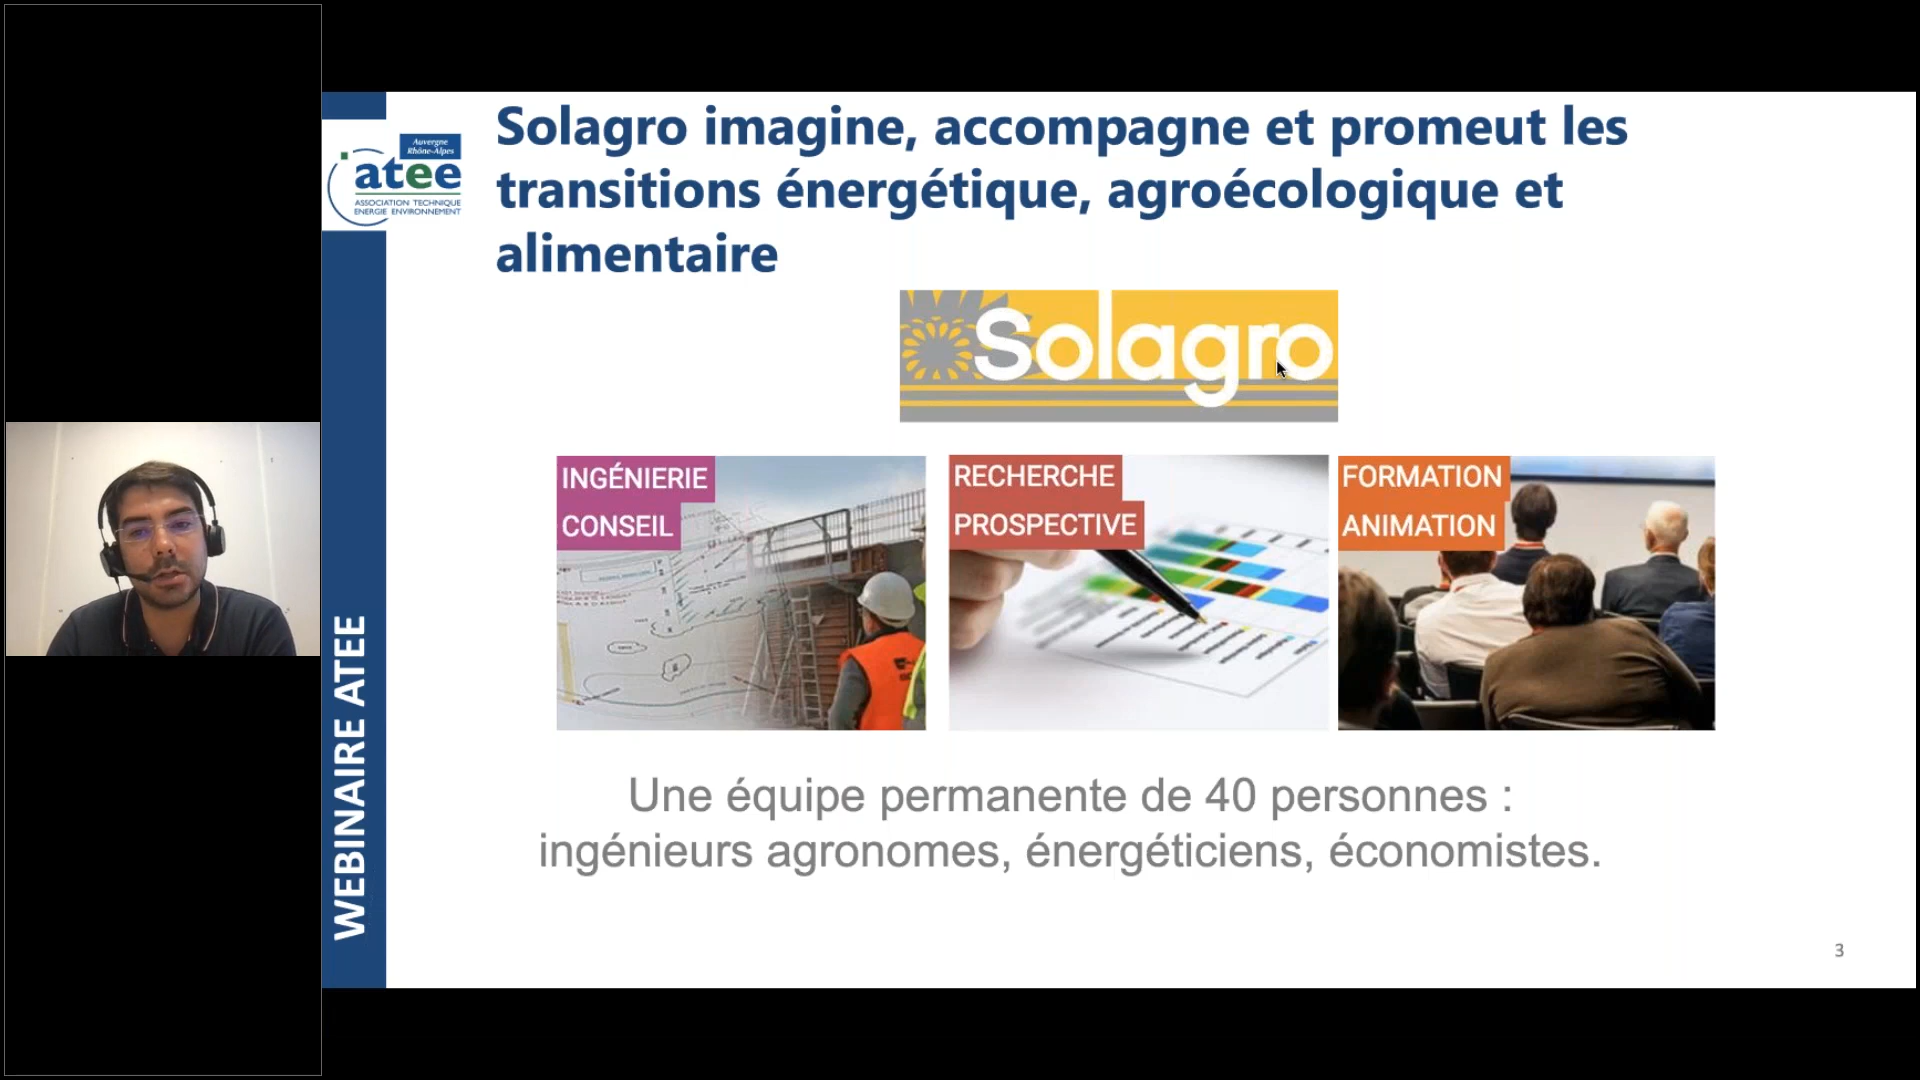 Solagro imagine, accompagne et promeut les
transitions énergétique, agroécologique et
alimentaire
Auvergne
Rhône-Alpes
atee
ASSOCIATION TECHNIQUE
ENERGIE ENVIRONNEMENT
Solagro
INGÉNIERIE
CONSEIL
RECHERCHE
PROSPECTIVE
FORMATION
ANIMATION
Une équipe permanente de 40 personnes :
ingénieurs agronomes, énergéticiens, économistes.
WEBINAIRE ATEE
3